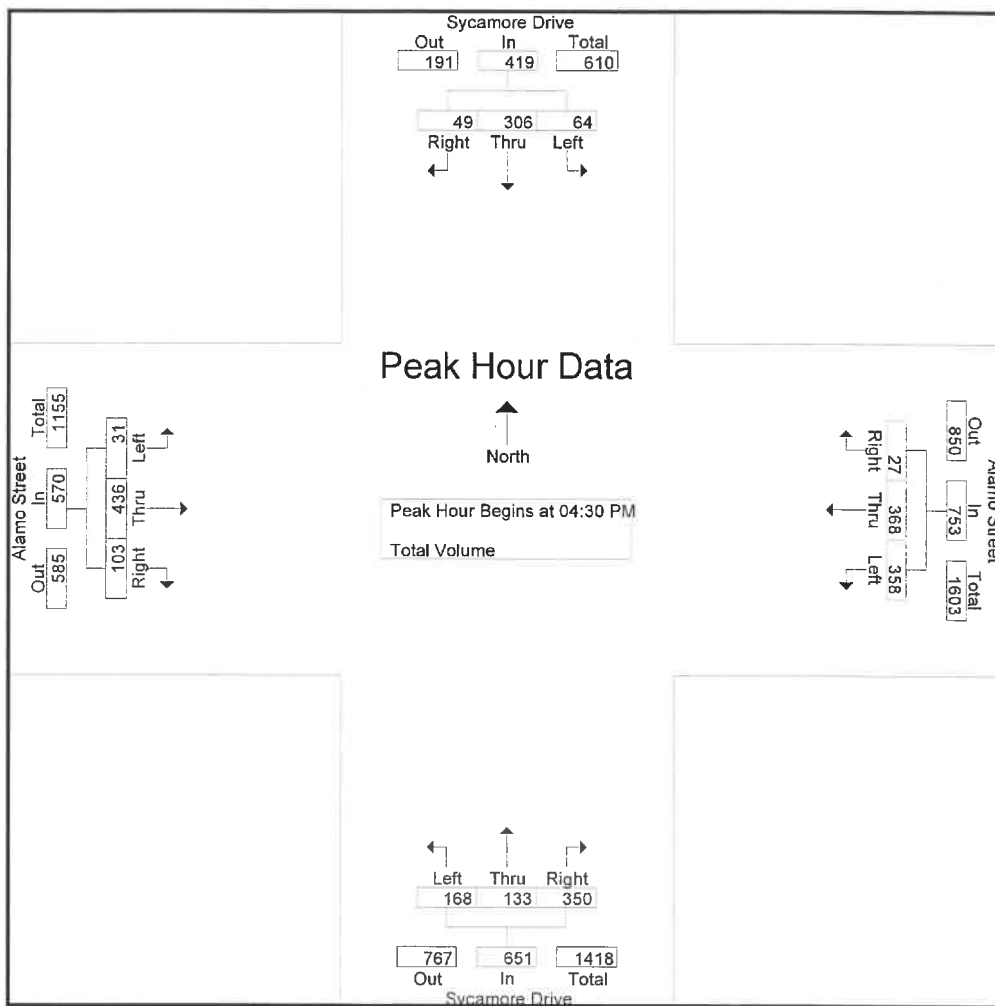 Sycamore Drive
Out In Total
191 419 610
49 306 64
Right Thru Left
Peak Hour Data
North
Peak Hour Begins at 04:30 PM
Total Volume
Alamo Street
Out In Total
585 570 1155
103 436 31
Right Thru Left
Alamo Street
Out In Total
850 753 1603
27 368 358
Right Thru Left
Left Thru Right
168 133 350
767 651 1418
Out In Total
Sycamore Drive